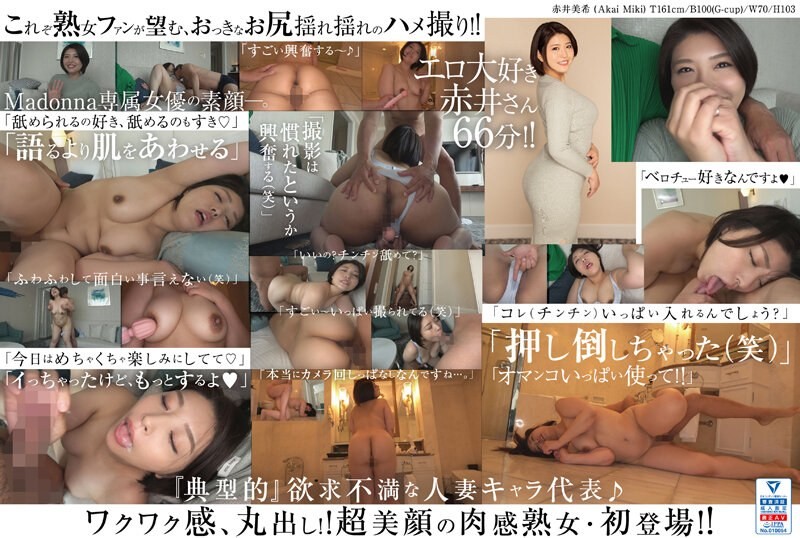 これぞ熟女ファンが望む、おっきなお尻揺れ揺れのハメ撮り!!
赤井美希 (Akai Miki) T161cm/B100(G-cup)/W70/H103
「すごい興奮する〜♪」
エロ大好き
赤井さん
66分!!
Madonna専属女優の素顔―。
「舐められるの好き、舐めるのもすき♡」
「語るより肌をあわせる」
「撮影は
慣れたというか
興奮する(笑)」
「ベロチュー好きなんですょ♥」
「いいの?チンチン舐めて?」
「ふわふわして面白い事言えない(笑)」
「すごい〜いっぱい撮られてる(笑)」
「コレ(チンチン)いっぱい入れるんでしょう?」
「今日はめちゃくちゃ楽しみにしてて♡」
「押し倒しちゃった(笑)」
「イっちゃったけど、もっとするよ♥」
「本当にカメラ回しっぱなしなんですね…。」
「オマンコいっぱい使って!!」
『典型的』欲求不満な人妻キャラ代表♪
ワクワク感、丸出し!!超美顔の肉感熟女・初登場!!